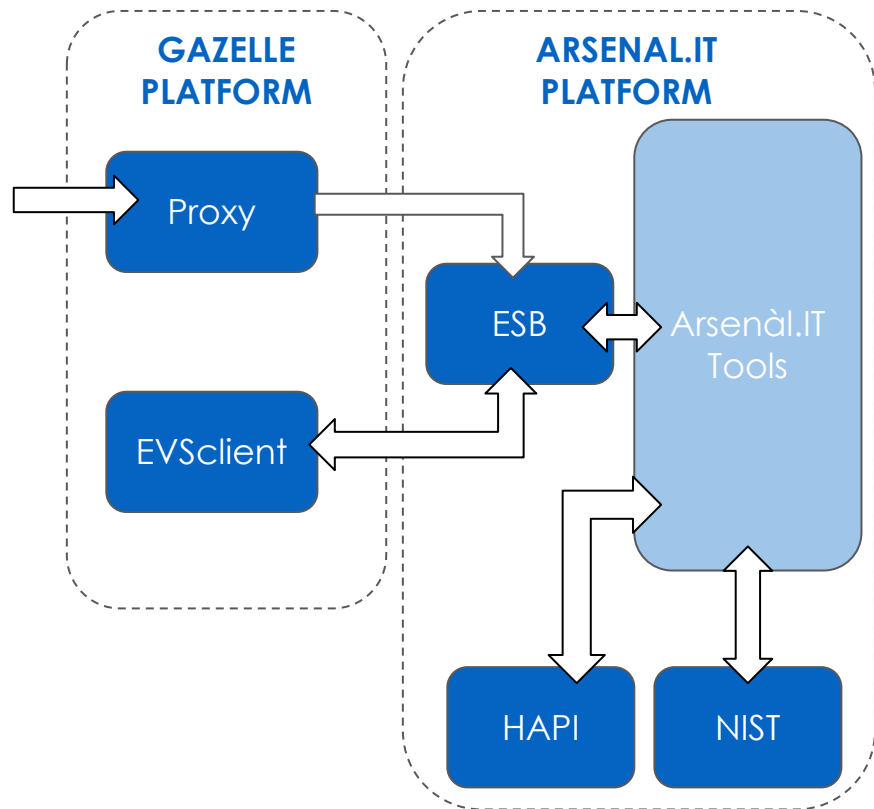 GAZELLE
PLATFORM
ARSENAL.IT
PLATFORM
Proxy
ESB
Arsenàl.IT
Tools
EVSclient
HAPI
NIST